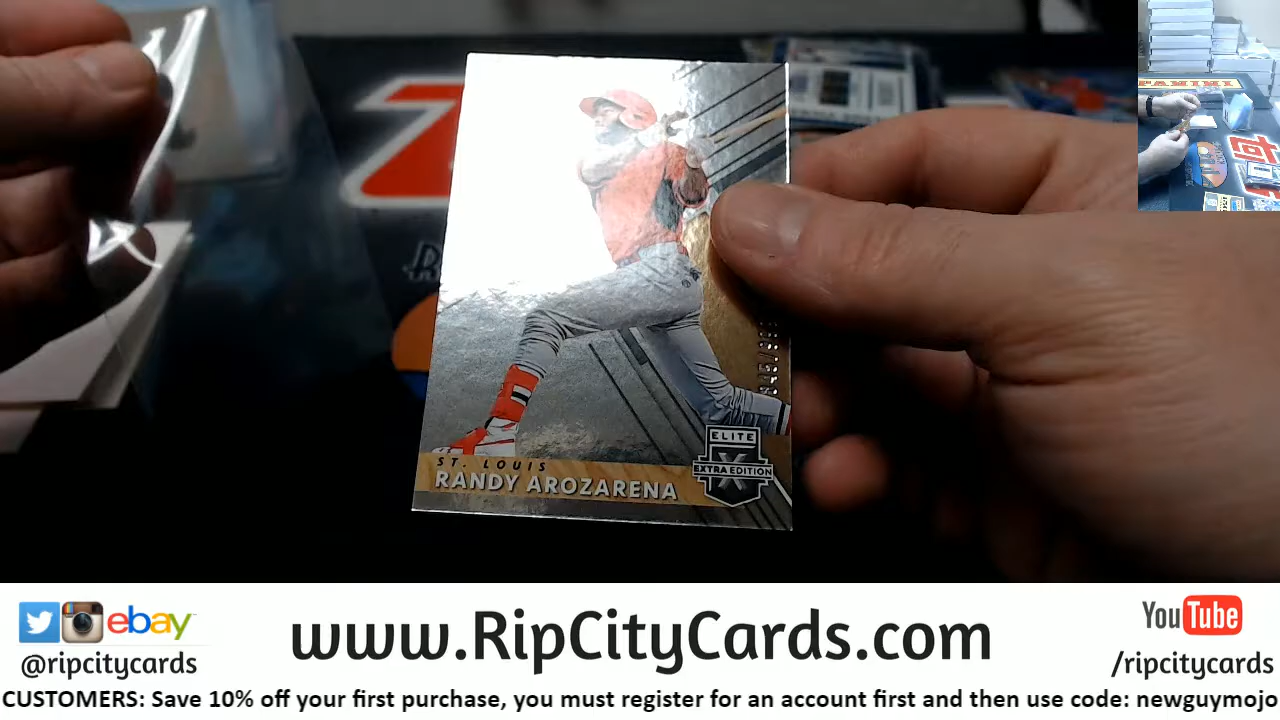 PANINI
ST. LOUIS
RANDY AROZARENA
ELITE
X
EXTRA EDITION
ebay
@ripcitycards
www.RipCityCards.com
YouTube
/ripcitycards
CUSTOMERS: Save 10% off your first purchase, you must register for an account first and then use code: newguymojo